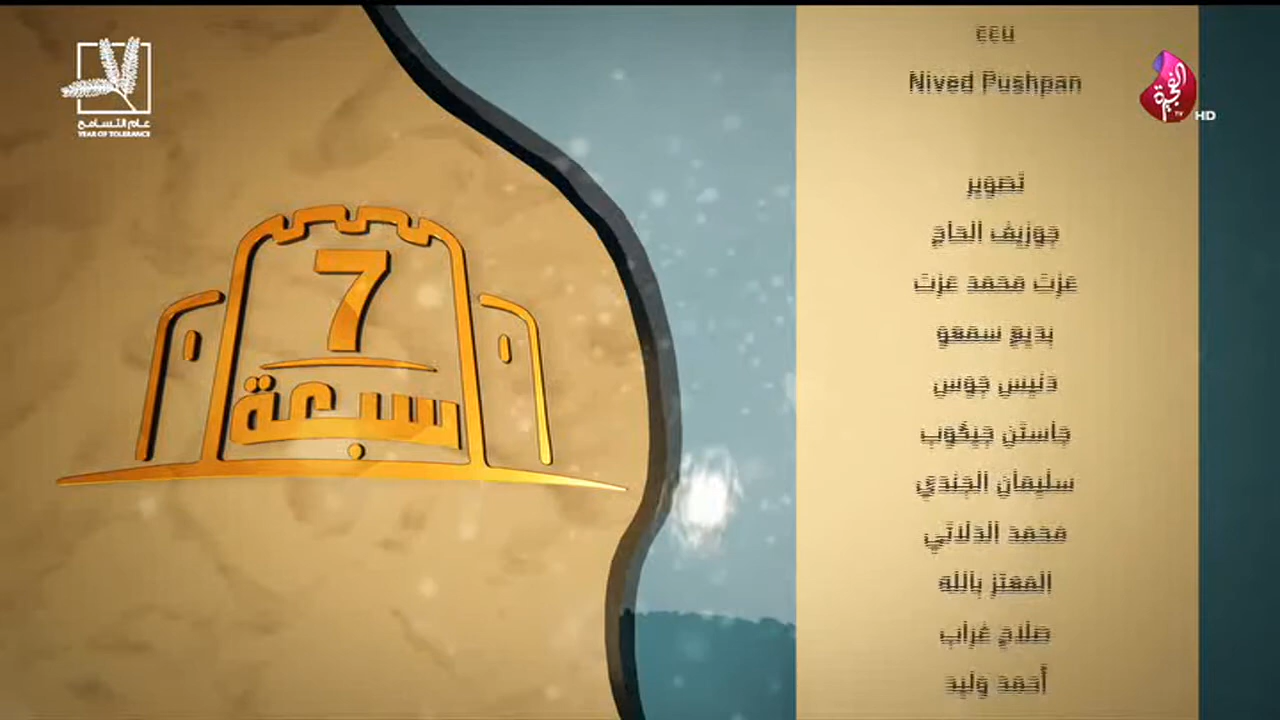 عام التسامح
YEAR OF TOLERANCE
7
سبعة
CCU
Nived Pushpan
تصوير
جوزيف الحاج
عزت محمد عزت
بديع سمعو
دنيس جوس
جاستن جيكوب
سليمان الجندي
محمد الدلاتي
المعتز بالله
صلاح غراب
أحمد وليد
الفجيرة
TV
HD